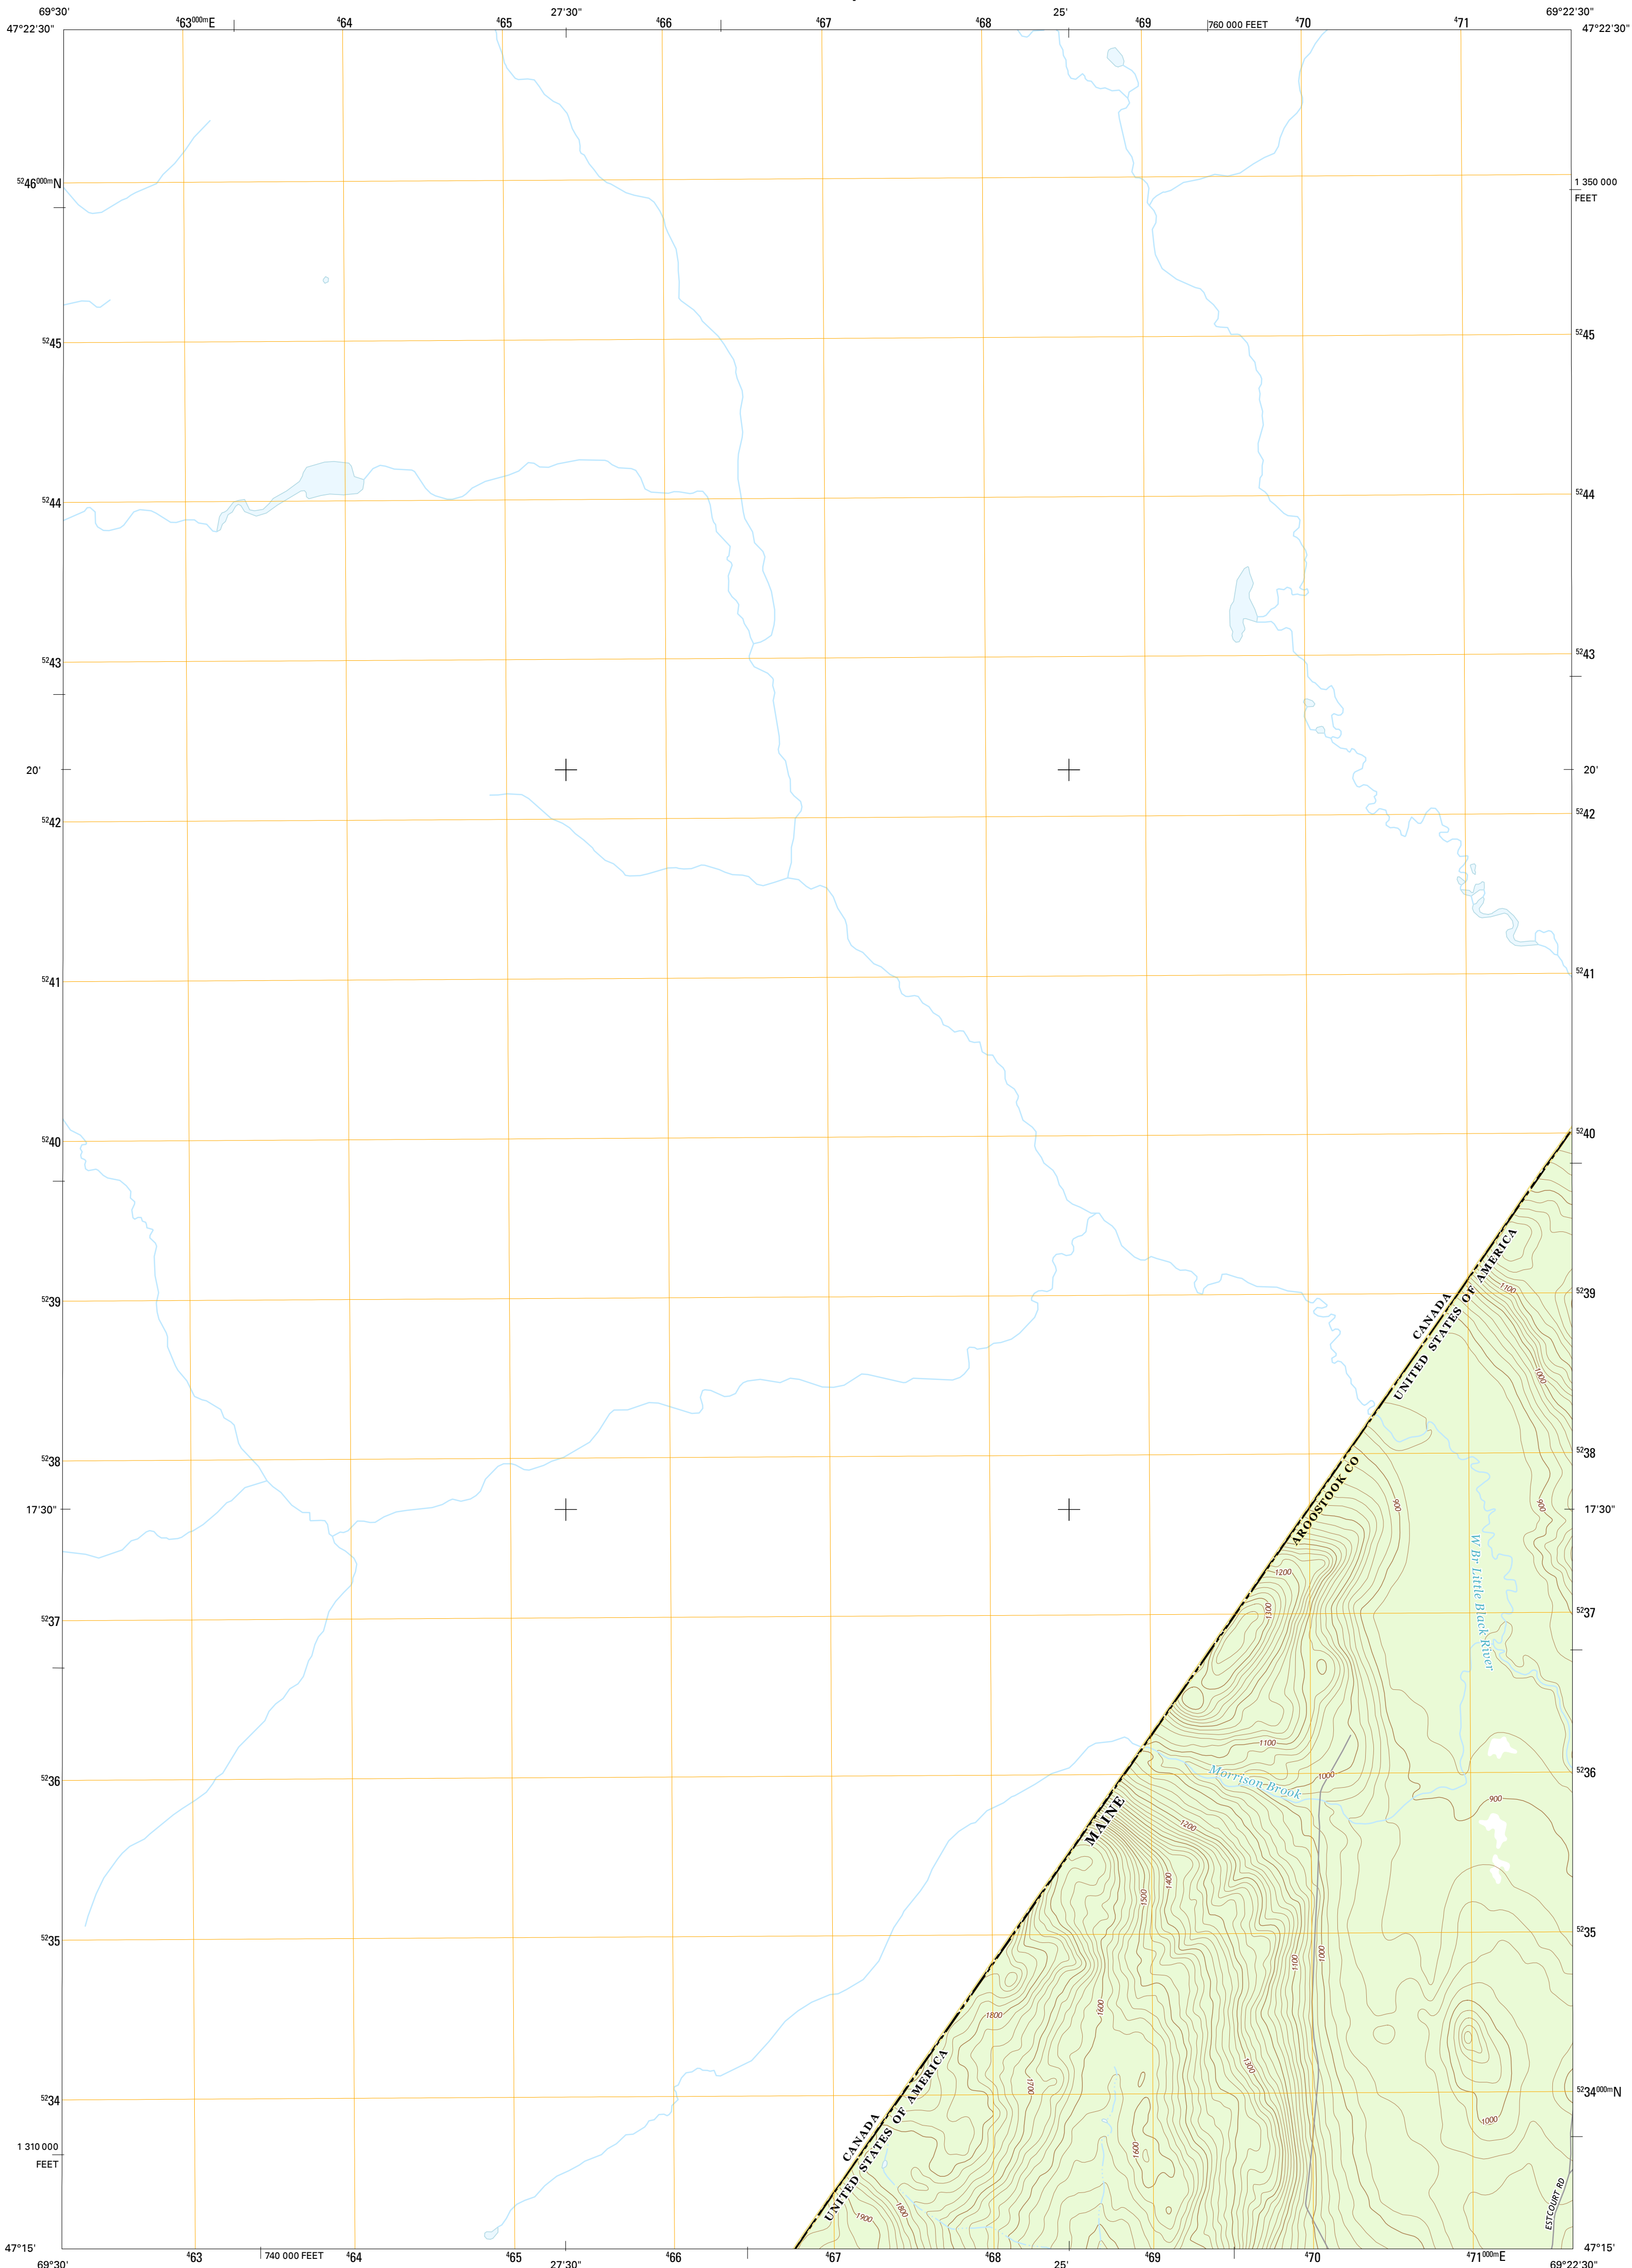 69°30' 463000mE 464 465 27'30" 466 467 468 25' 469 760 000 FEET 470 471 69°22'30"
47°22'30" 47°22'30"
5246000mN 1 350 000
FEET
5245 5245
5244 5244
5243 5243
20' 20'
5242 5242
5241 5241
5240 5240
5239 5239
CANADA
UNITED STATES OF AMERICA
1100
1000
5238 5238
AROOSTOOK CO
17'30" 900 900 17'30"
1200
W Br Little Black River
1300
5237 5237
1100
Morrison Brook
1000
5236 5236
900
MAINE
1200
1400
1500
5235 5235
1100
1000
1600
1800
1300
1700
5234 5234000mN
CANADA
UNITED STATES OF AMERICA
1000
1600
1 310 000
FEET
1800
1900
ESTCOURT RD
47°15' 47°15'
69°30' 463 740 000 FEET 464 465 27'30" 466 467 468 25' 469 470 471000mE 69°22'30"